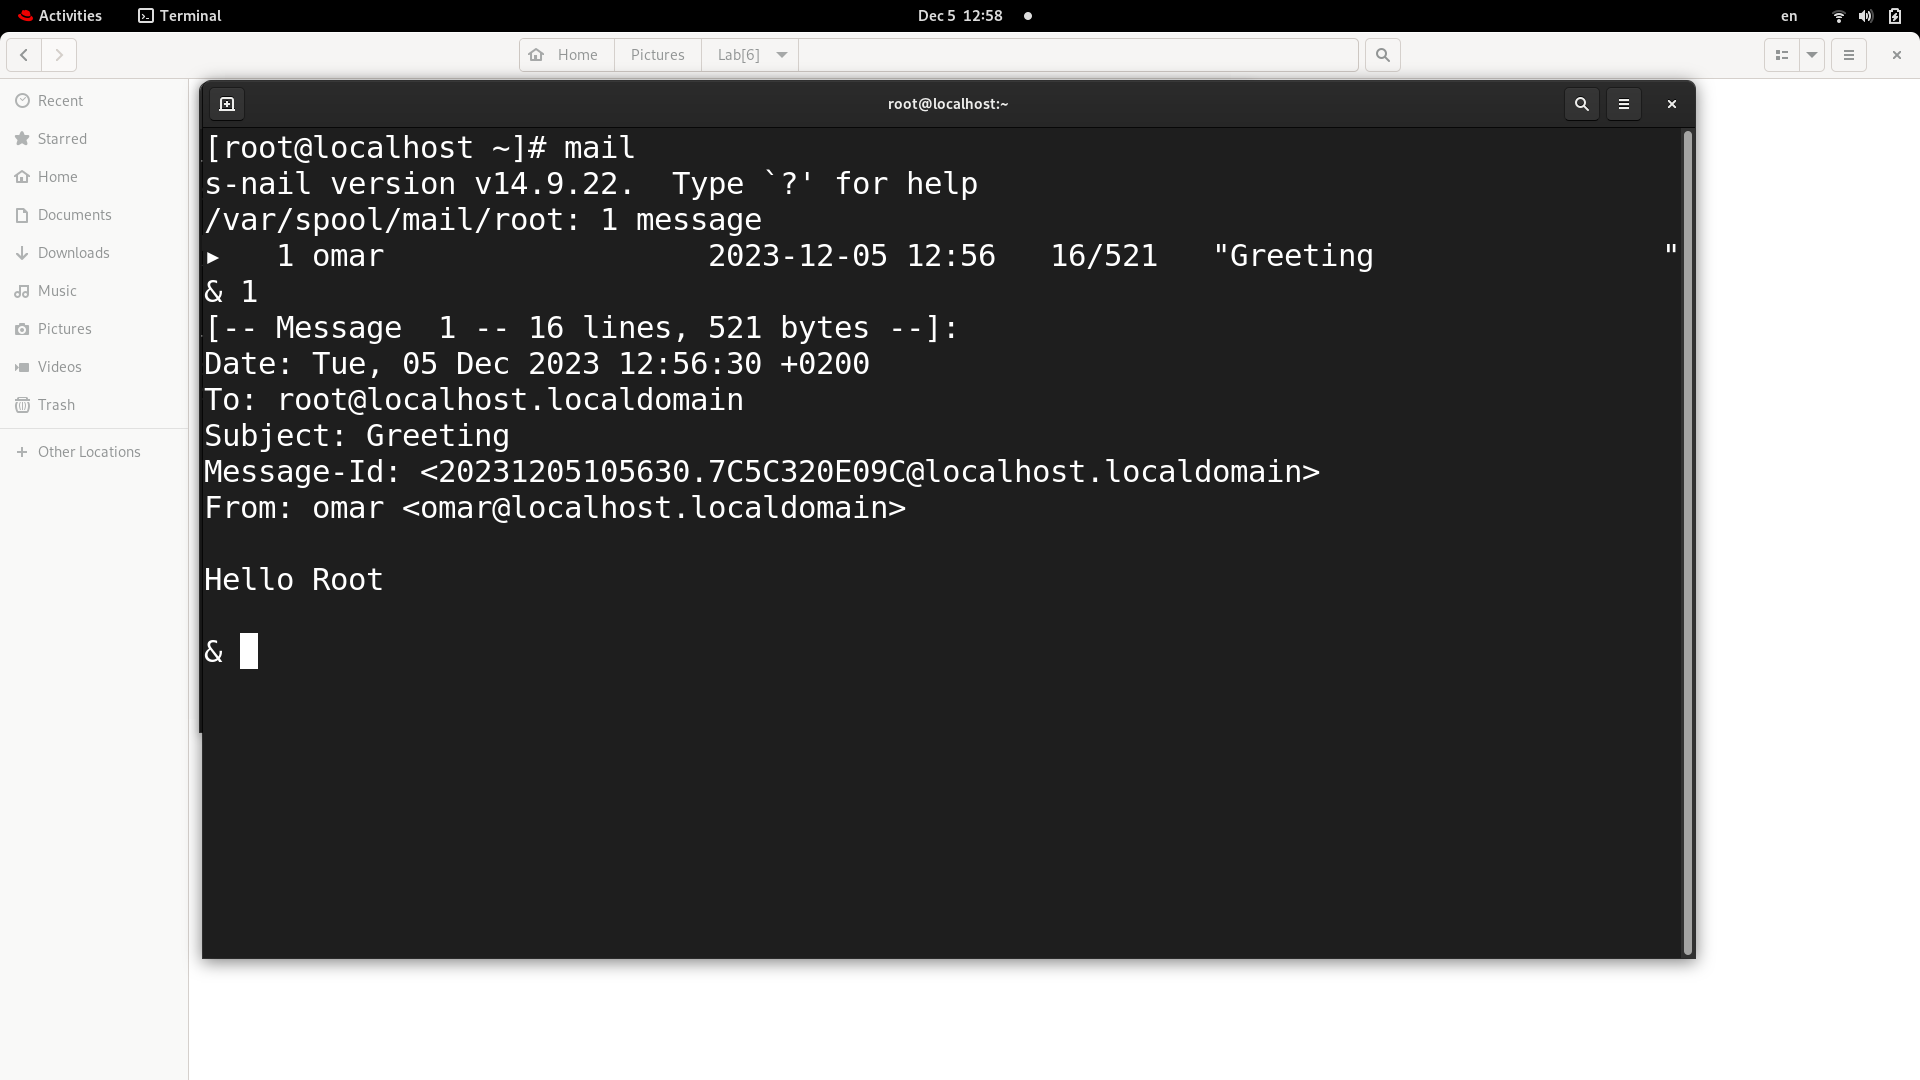 Activities Terminal Dec 5 12:58 en
Home Pictures Lab[6]
Recent
Starred
Home
Documents
Downloads
Music
Pictures
Videos
Trash
Other Locations
root@localhost:~
[root@localhost ~]# mail
s-nail version v14.9.22.  Type `?' for help
/var/spool/mail/root: 1 message
▸   1 omar                  2023-12-05 12:56   16/521   "Greeting                "
& 1
[-- Message  1 -- 16 lines, 521 bytes --]:
Date: Tue, 05 Dec 2023 12:56:30 +0200
To: root@localhost.localdomain
Subject: Greeting
Message-Id: <20231205105630.7C5C320E09C@localhost.localdomain>
From: omar <omar@localhost.localdomain>

Hello Root

&